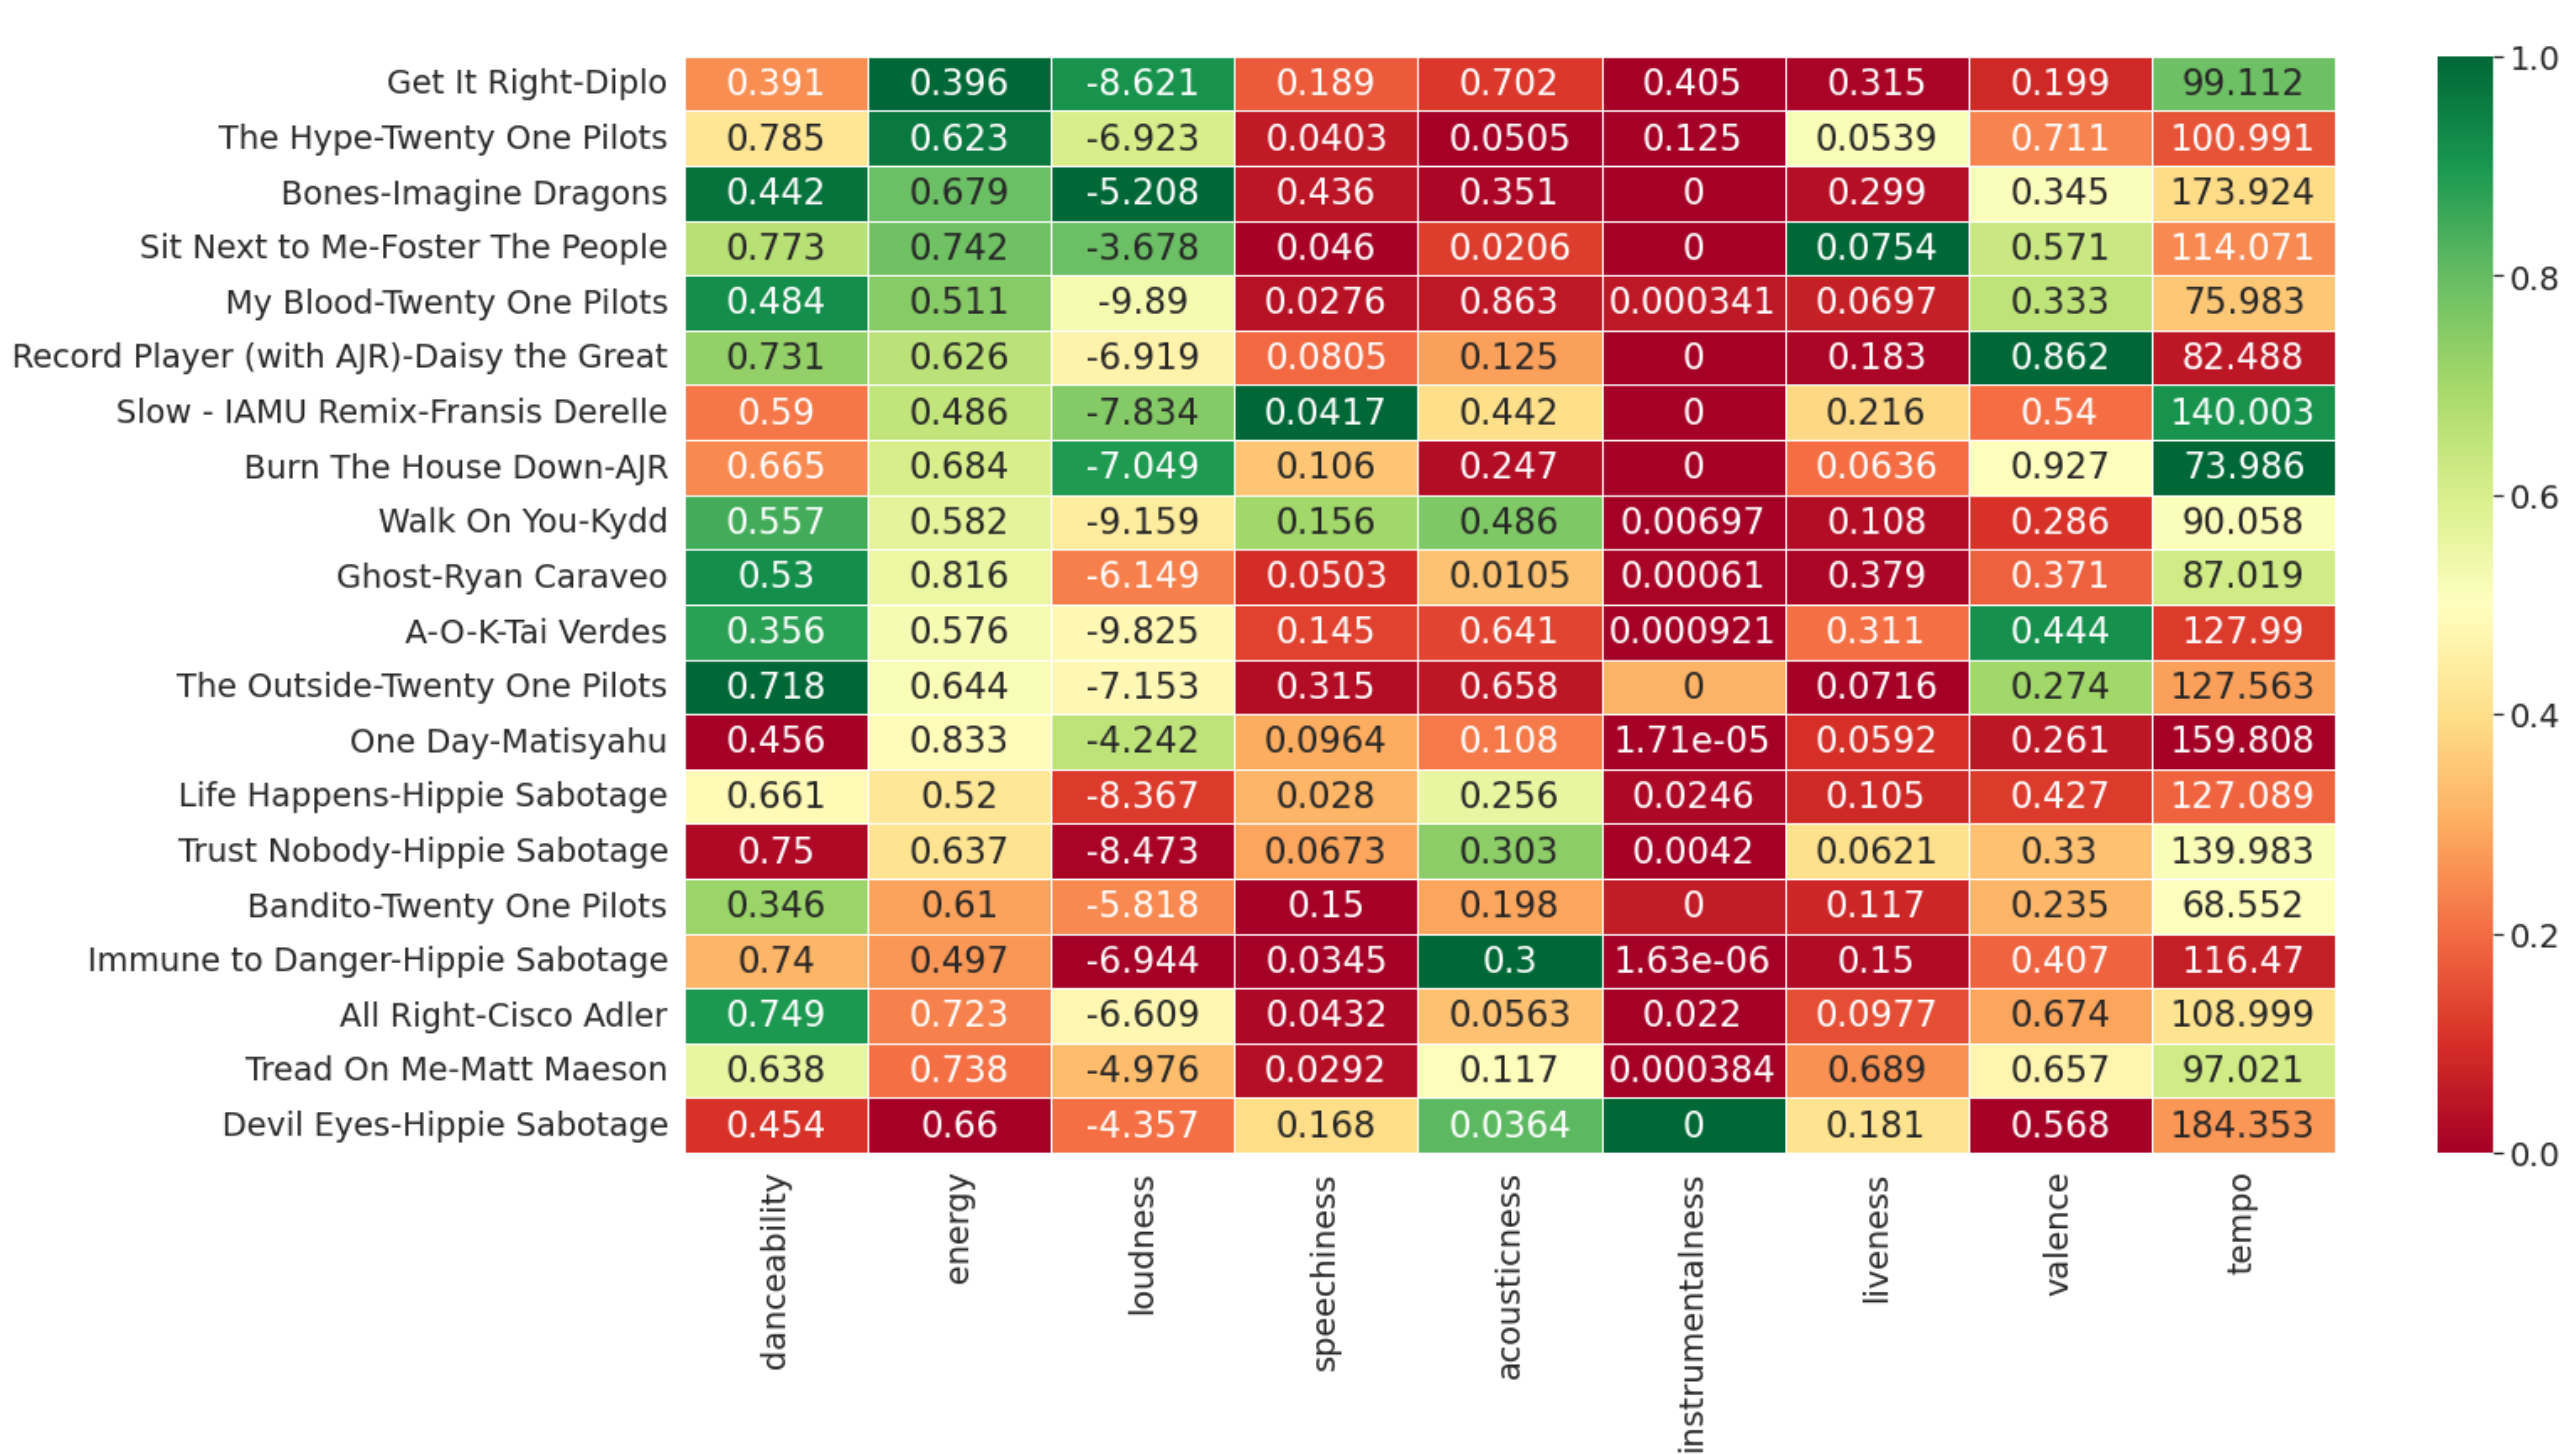 Get It Right-Diplo 0.391 0.396 -8.621 0.189 0.702 0.405 0.315 0.199 99.112
The Hype-Twenty One Pilots 0.785 0.623 -6.923 0.0403 0.0505 0.125 0.0539 0.711 100.991
Bones-Imagine Dragons 0.442 0.679 -5.208 0.436 0.351 0 0.299 0.345 173.924
Sit Next to Me-Foster The People 0.773 0.742 -3.678 0.046 0.0206 0 0.0754 0.571 114.071
My Blood-Twenty One Pilots 0.484 0.511 -9.89 0.0276 0.863 0.000341 0.0697 0.333 75.983
Record Player (with AJR)-Daisy the Great 0.731 0.626 -6.919 0.0805 0.125 0 0.183 0.862 82.488
Slow - IAMU Remix-Fransis Derelle 0.59 0.486 -7.834 0.0417 0.442 0 0.216 0.54 140.003
Burn The House Down-AJR 0.665 0.684 -7.049 0.106 0.247 0 0.0636 0.927 73.986
Walk On You-Kydd 0.557 0.582 -9.159 0.156 0.486 0.00697 0.108 0.286 90.058
Ghost-Ryan Caraveo 0.53 0.816 -6.149 0.0503 0.0105 0.00061 0.379 0.371 87.019
A-O-K-Tai Verdes 0.356 0.576 -9.825 0.145 0.641 0.000921 0.311 0.444 127.99
The Outside-Twenty One Pilots 0.718 0.644 -7.153 0.315 0.658 0 0.0716 0.274 127.563
One Day-Matisyahu 0.456 0.833 -4.242 0.0964 0.108 1.71e-05 0.0592 0.261 159.808
Life Happens-Hippie Sabotage 0.661 0.52 -8.367 0.028 0.256 0.0246 0.105 0.427 127.089
Trust Nobody-Hippie Sabotage 0.75 0.637 -8.473 0.0673 0.303 0.0042 0.0621 0.33 139.983
Bandito-Twenty One Pilots 0.346 0.61 -5.818 0.15 0.198 0 0.117 0.235 68.552
Immune to Danger-Hippie Sabotage 0.74 0.497 -6.944 0.0345 0.3 1.63e-06 0.15 0.407 116.47
All Right-Cisco Adler 0.749 0.723 -6.609 0.0432 0.0563 0.022 0.0977 0.674 108.999
Tread On Me-Matt Maeson 0.638 0.738 -4.976 0.0292 0.117 0.000384 0.689 0.657 97.021
Devil Eyes-Hippie Sabotage 0.454 0.66 -4.357 0.168 0.0364 0 0.181 0.568 184.353
danceability
energy
loudness
speechiness
acousticness
instrumentalness
liveness
valence
tempo
1.0
0.8
0.6
0.4
0.2
0.0